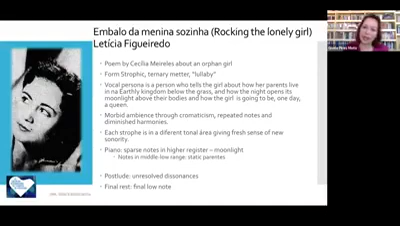 Embalo da menina sozinha (Rocking the lonely girl)
Letícia Figueiredo
Poem by Cecília Meireles about an orphan girl
Form Strophic, ternary metter, "lullaby"
Vocal persona is a person who tells the girl about how her parents live
in na Earthly kingdom below the grass, and how the night opens its
moonlight above their bodies and how the girl is going to be, one day,
a queen.
Morbid ambience through cromaticism, repeated notes and
diminished harmonies.
Each strophe is in a diferent tonal área giving fresh sense of new
sonority.
Piano: sparse notes in higher register – moonlight
Notes in middle-low range: static parentes
Postlude: unresolved dissonances
Final rest: final low note